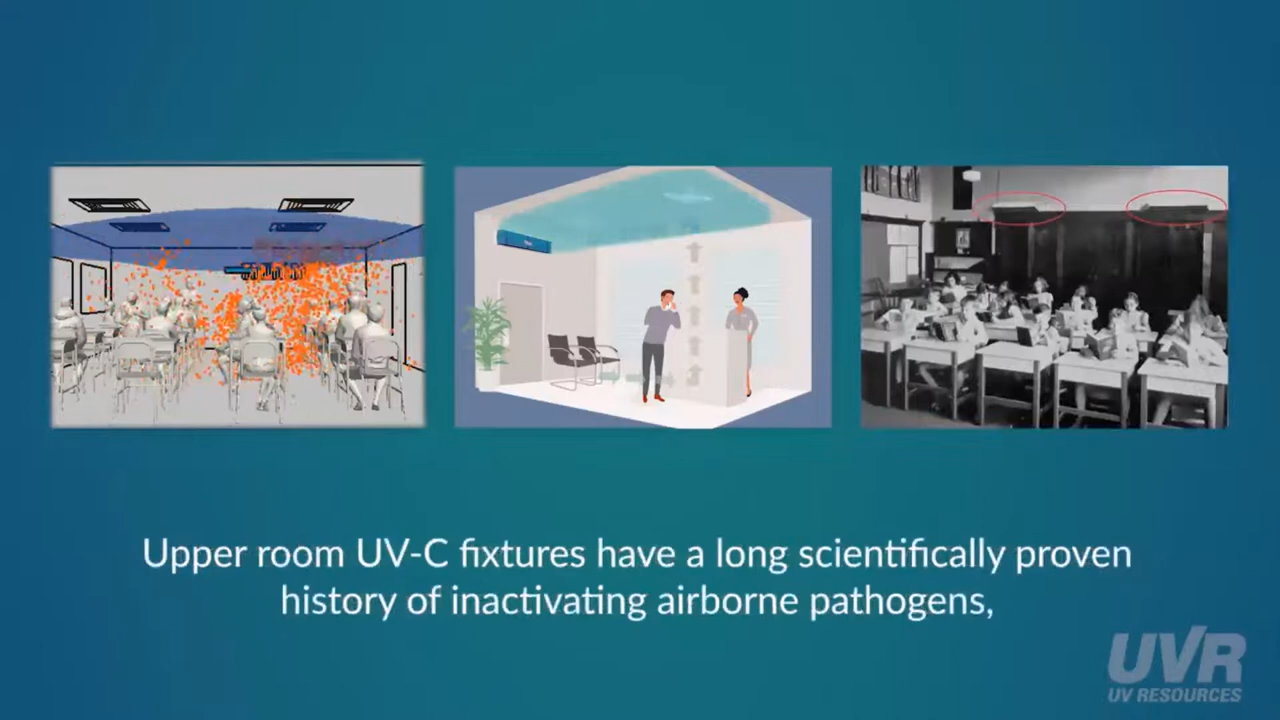 Upper room UV-C fixtures have a long scientifically proven
history of inactivating airborne pathogens,
UVR
UV RESOURCES